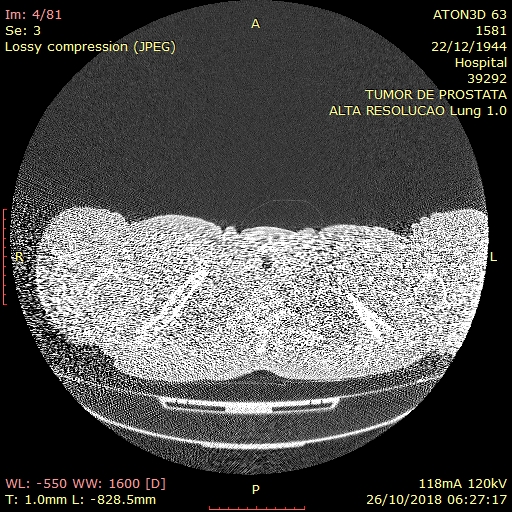 Im: 4/81
Se: 3
Lossy compression (JPEG)
A
ATON3D 63
1581
22/12/1944
Hospital
39292
TUMOR DE PROSTATA
ALTA RESOLUCAO Lung 1.0
R
L
WL: -550 WW: 1600 [D]
T: 1.0mm L: -828.5mm
P
118mA 120kV
26/10/2018 06:27:17